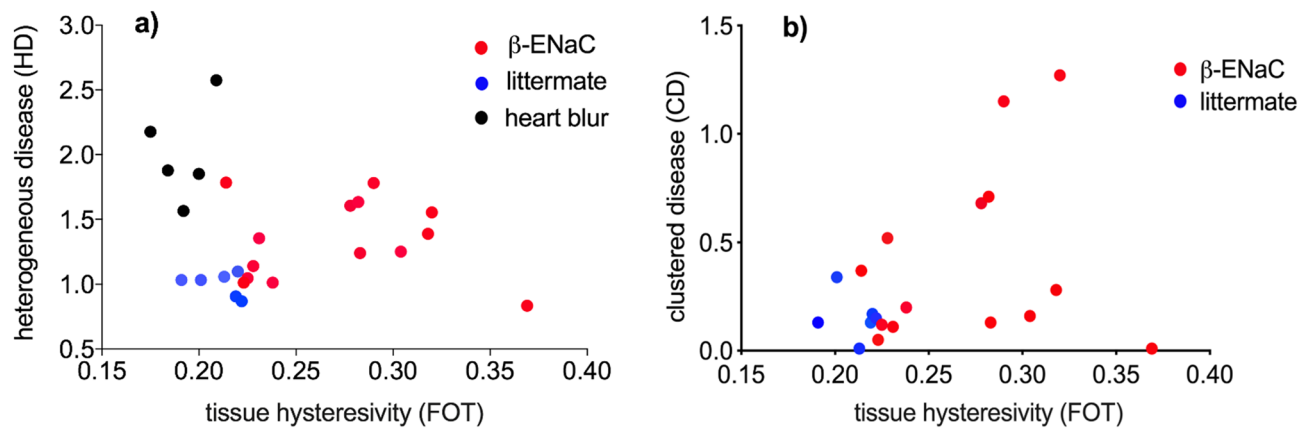 a)
heterogeneous disease (HD)
3.0
2.5
2.0
1.5
1.0
0.5
0.15
0.20
0.25
0.30
0.35
0.40
tissue hysteresivity (FOT)
β-ENaC
littermate
heart blur
b)
clustered disease (CD)
1.5
1.0
0.5
0.0
0.15
0.20
0.25
0.30
0.35
0.40
tissue hysteresivity (FOT)
β-ENaC
littermate